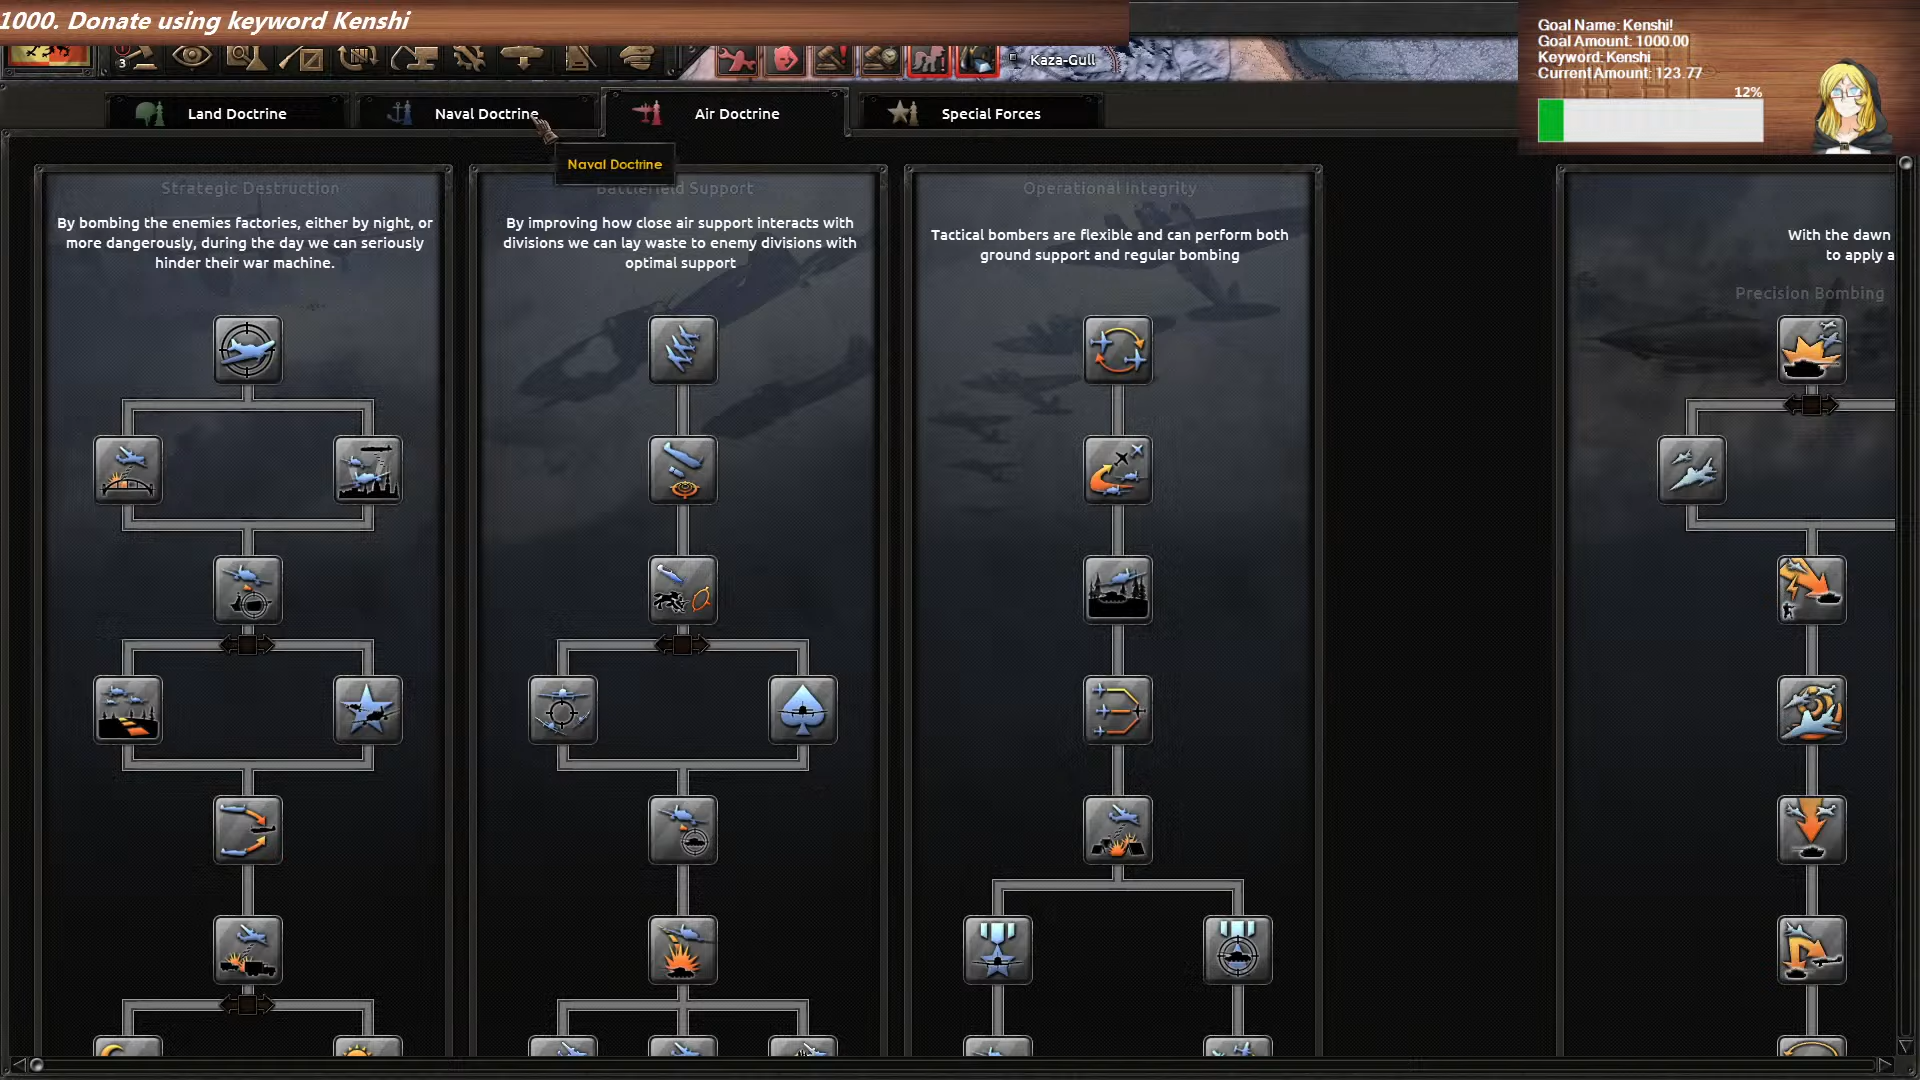 1000. Donate using keyword Kenshi
Goal Name: Kenshi!
Goal Amount: 1000.00
Keyword: Kenshi
Current Amount: 123.77
12%
3
Kaza-Gull
Land Doctrine
Naval Doctrine
Air Doctrine
Special Forces
Naval Doctrine
Strategic Destruction
By bombing the enemies factories, either by night, or
more dangerously, during the day we can seriously
hinder their war machine.
Battlefield Support
By improving how close air support interacts with
divisions we can lay waste to enemy divisions with
optimal support
Operational Integrity
Tactical bombers are flexible and can perform both
ground support and regular bombing
With the dawn
to apply a
Precision Bombing